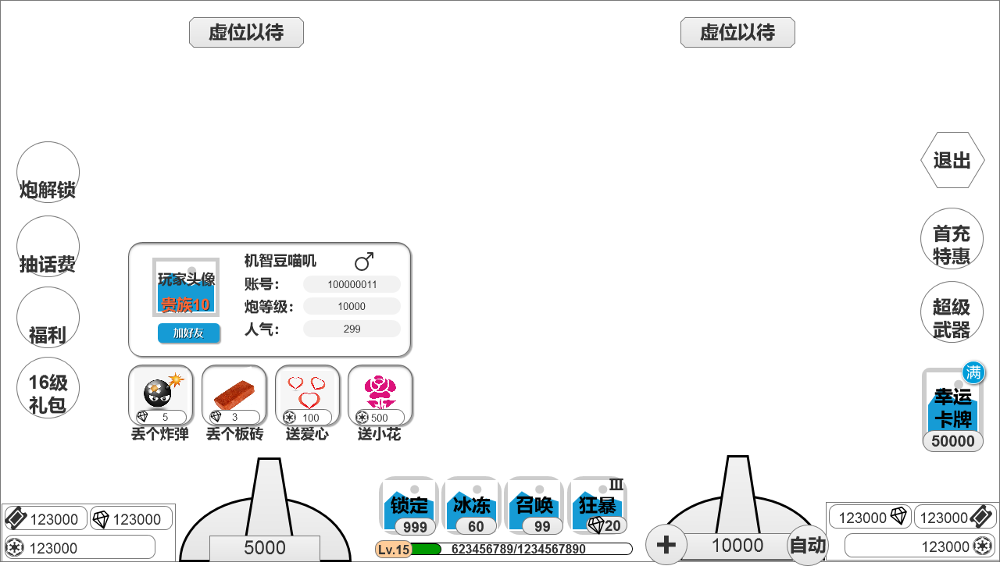 虚位以待
虚位以待
炮解锁
抽话费
福利
16级
礼包
退出
首充
特惠
超级
武器
满
幸运
卡牌
50000
玩家头像
贵族10
加好友
机智豆喵叽
账号：
100000011
炮等级：
10000
人气：
299
5
丢个炸弹
3
丢个板砖
100
送爱心
500
送小花
123000
123000
123000
5000
锁定
999
冰冻
60
召唤
99
III
狂暴
20
Lv.15
623456789/1234567890
10000
自动
123000
123000
123000